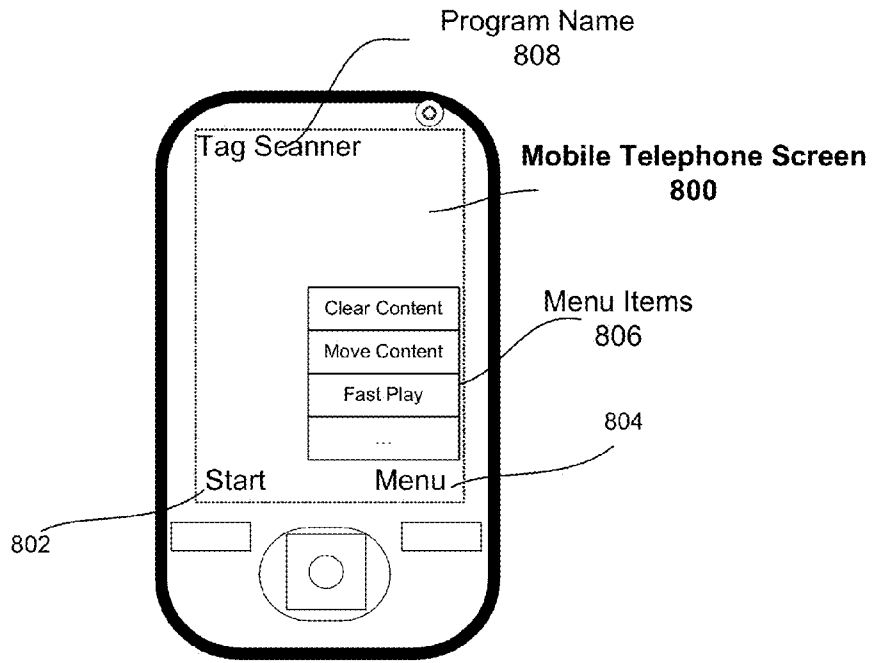 Program Name
808
Tag Scanner
Mobile Telephone Screen
800
Clear Content
Move Content
Fast Play
...
Menu Items
806
804
Start
Menu
802